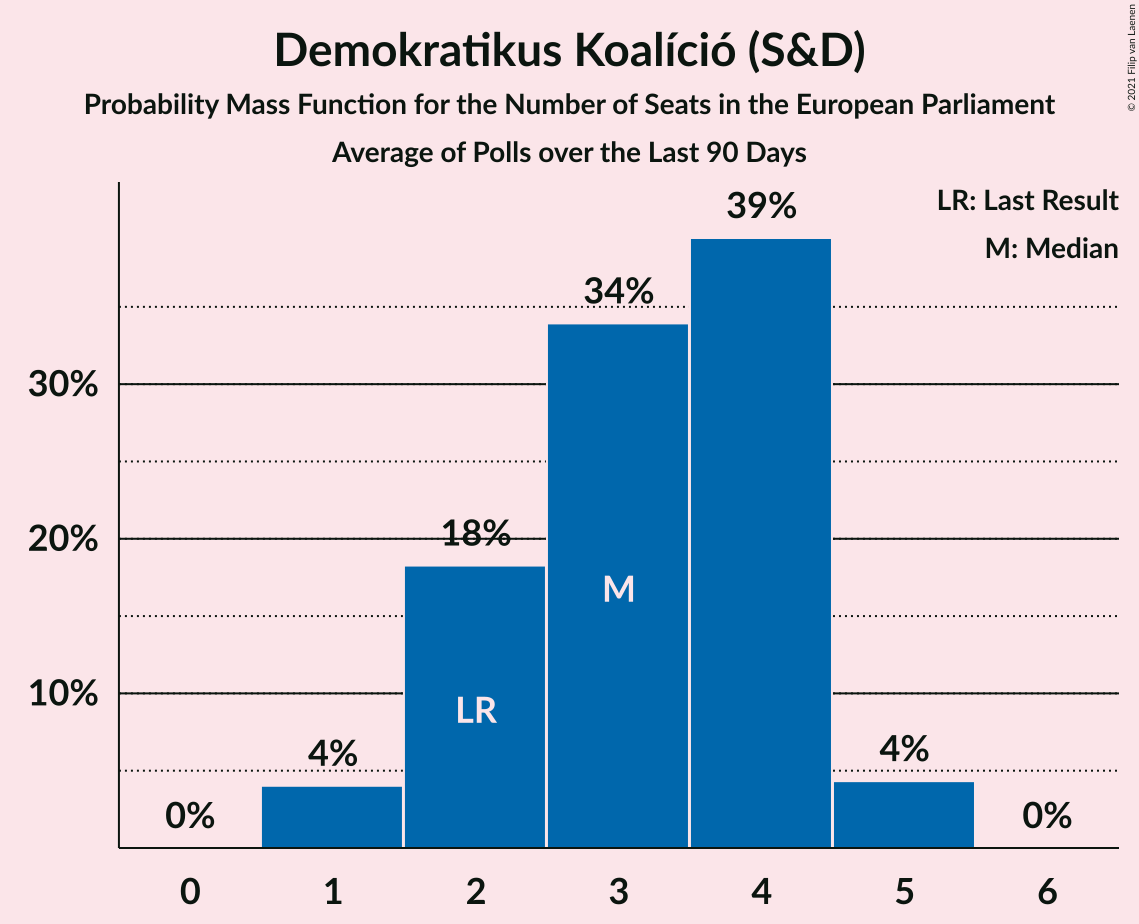 Demokratikus Koalíció (S&D)
Probability Mass Function for the Number of Seats in the European Parliament
Average of Polls over the Last 90 Days
© 2021 Filip van Laenen
LR: Last Result
M: Median
39%
34%
30%
20%
18%
M
10%
LR
4%
4%
0%
0%
0 1 2 3 4 5 6